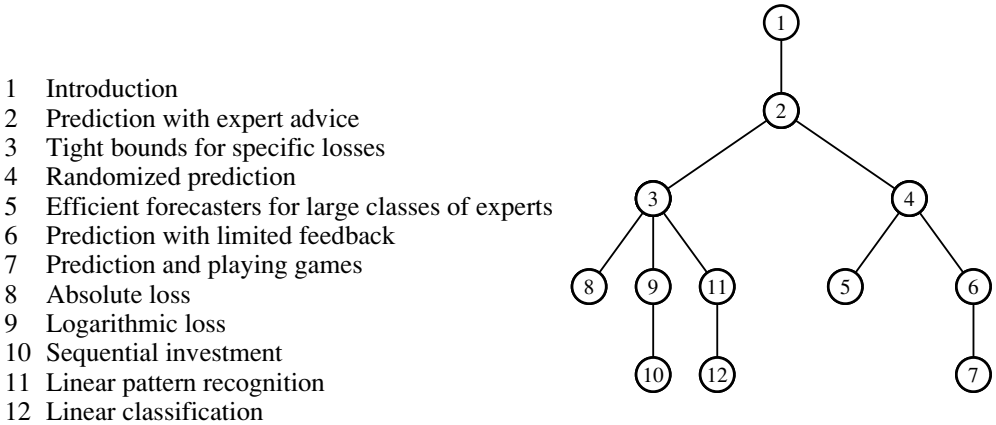 1 Introduction
2 Prediction with expert advice
3 Tight bounds for specific losses
4 Randomized prediction
5 Efficient forecasters for large classes of experts
6 Prediction with limited feedback
7 Prediction and playing games
8 Absolute loss
9 Logarithmic loss
10 Sequential investment
11 Linear pattern recognition
12 Linear classification
1
2
3 4
8 9 11 5 6
10 12 7